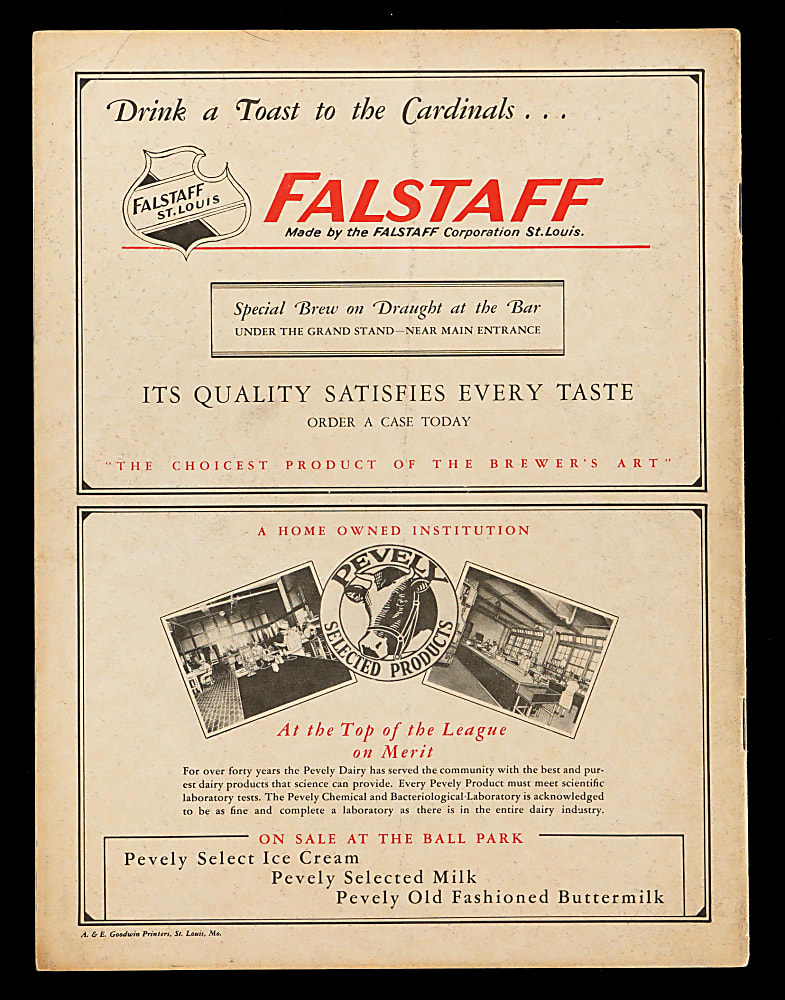 Drink a Toast to the Cardinals . . .
FALSTAFF
ST. LOUIS
FALSTAFF
Made by the FALSTAFF Corporation St. Louis.
Special Brew on Draught at the Bar
UNDER THE GRAND STAND—NEAR MAIN ENTRANCE
ITS QUALITY SATISFIES EVERY TASTE
ORDER A CASE TODAY
"THE CHOICEST PRODUCT OF THE BREWER'S ART"
A HOME OWNED INSTITUTION
PEVELY
SELECTED PRODUCTS
At the Top of the League
on Merit
For over forty years the Pevely Dairy has served the community with the best and pur-
est dairy products that science can provide. Every Pevely Product must meet scientific
laboratory tests. The Pevely Chemical and Bacteriological Laboratory is acknowledged
to be as fine and complete a laboratory as there is in the entire dairy industry.
ON SALE AT THE BALL PARK
Pevely Select Ice Cream
Pevely Selected Milk
Pevely Old Fashioned Buttermilk
A. & E. Goodwin Printers, St. Louis, Mo.